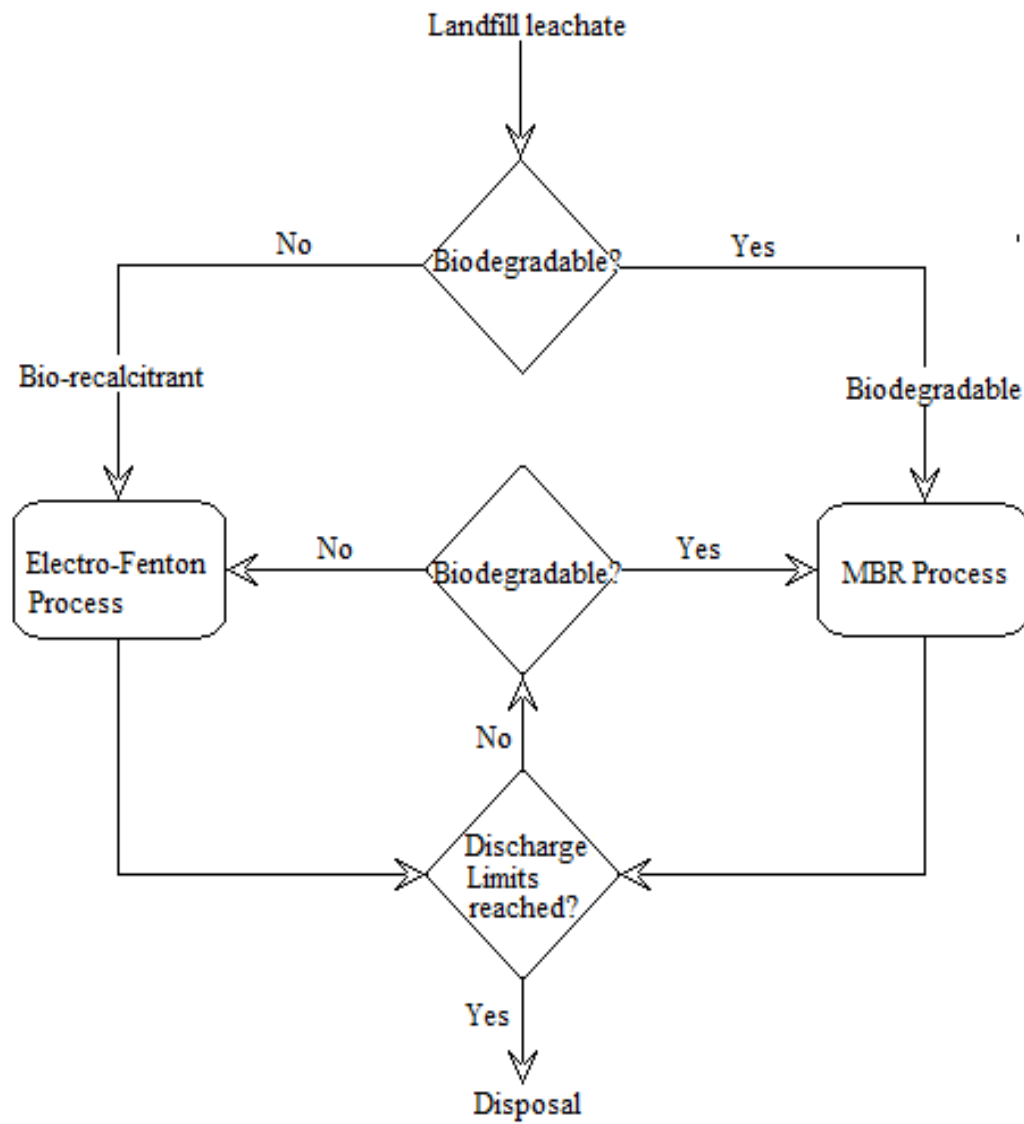 Landfill leachate
No
Biodegradable?
Yes
Bio-recalcitrant
Biodegradable
Electro-Fenton
Process
No
Biodegradable?
Yes
MBR Process
No
Discharge
Limits
reached?
Yes
Disposal